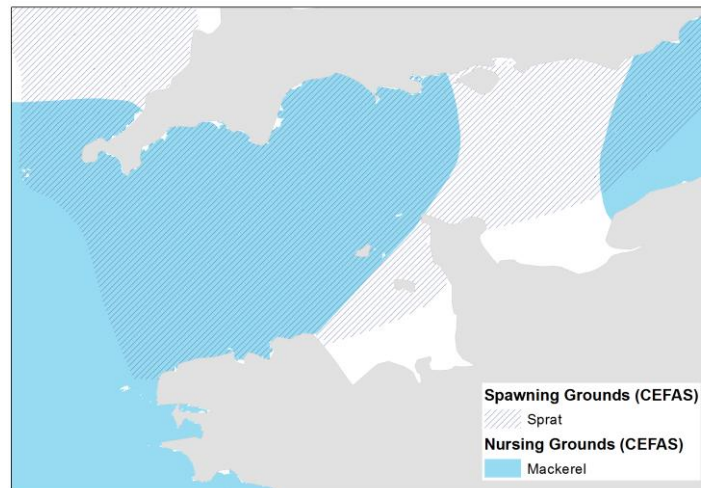 Spawning Grounds (CEFAS)
Sprat
Nursing Grounds (CEFAS)
Mackerel